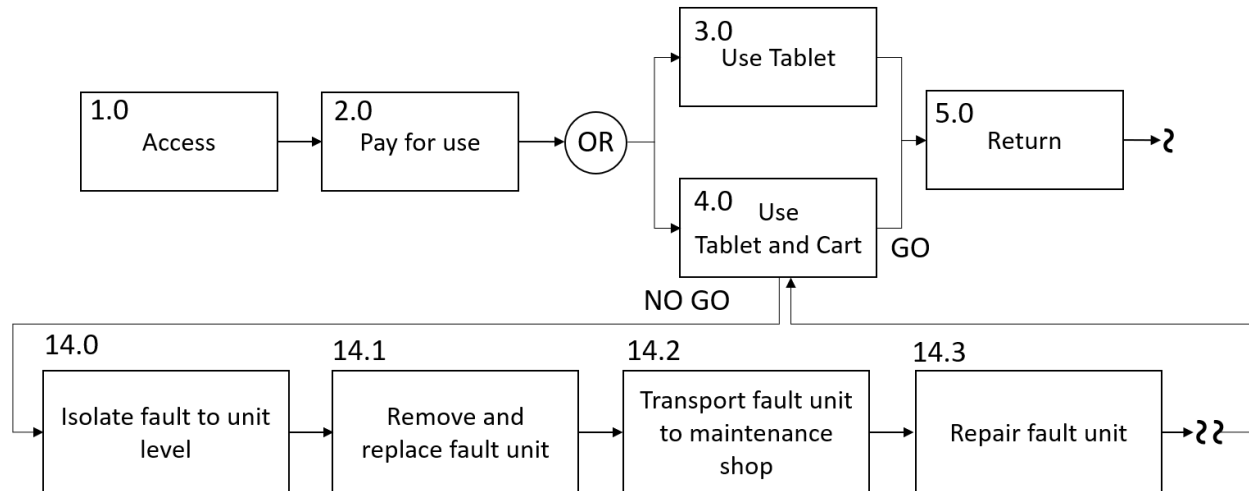 1.0
Access
2.0
Pay for use
OR
3.0
Use Tablet
4.0
Use
Tablet and Cart
GO
NO GO
5.0
Return
14.0
Isolate fault to unit
level
14.1
Remove and
replace fault unit
14.2
Transport fault unit
to maintenance
shop
14.3
Repair fault unit